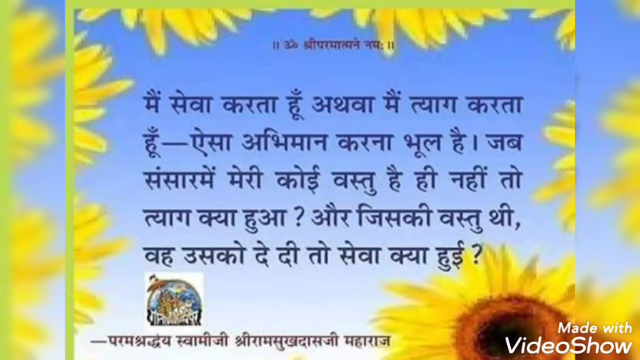 ॥ ॐ श्रीपरमात्मने नमः ॥
मैं सेवा करता हूँ अथवा मैं त्याग करता
हूँ—ऐसा अभिमान करना भूल है। जब
संसारमें मेरी कोई वस्तु है ही नहीं तो
त्याग क्या हुआ ? और जिसकी वस्तु थी,
वह उसको दे दी तो सेवा क्या हुई ?
—परमश्रद्धेय स्वामीजी श्रीरामसुखदासजी महाराज
Made with
VideoShow